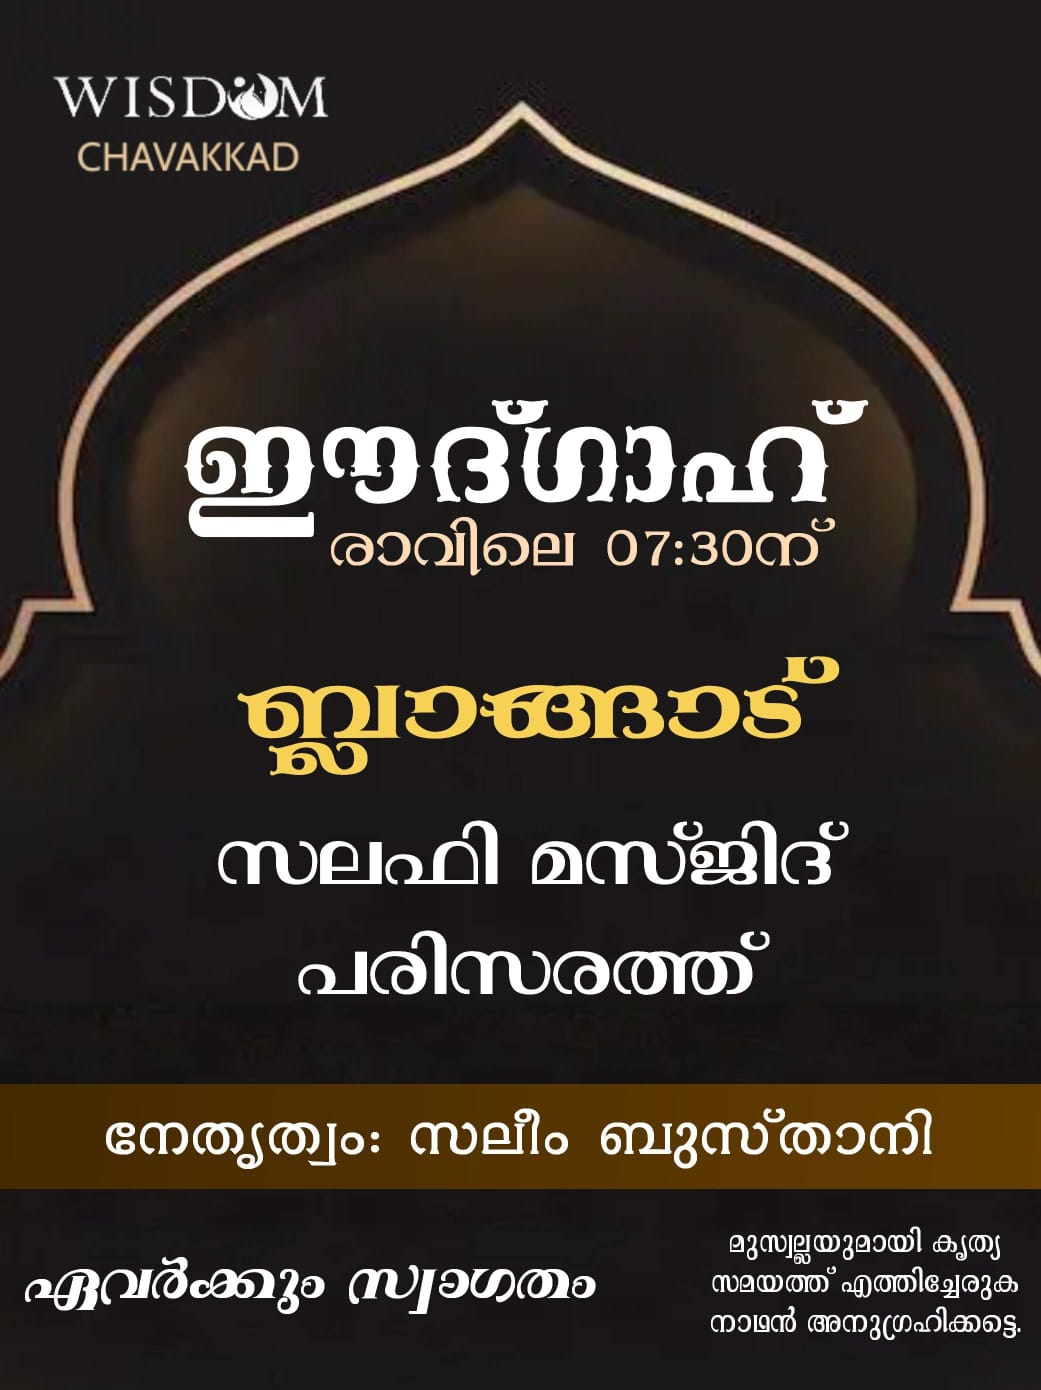 WISDOM
CHAVAKKAD
ഈദ്ഗാഹ്
രാവിലെ 07:30ന്
ബ്ലാങ്ങാട്
സലഫി മസ്ജിദ്
പരിസരത്ത്
നേതൃത്വം: സലീം ബുസ്താനി
ഏവർക്കും സ്വാഗതം
മുസ്വല്ലയുമായി കൃത്യ
സമയത്ത് എത്തിച്ചേരുക
നാഥൻ അനുഗ്രഹിക്കട്ടെ.